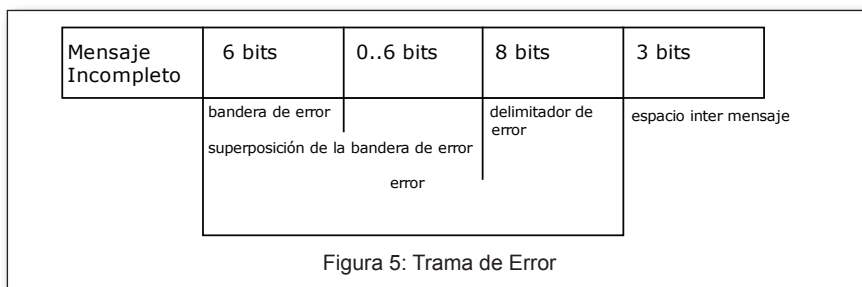 Mensaje Incompleto
6 bits
0..6 bits
8 bits
3 bits
bandera de error
delimitador de error
espacio inter mensaje
superposición de la bandera de error
error
Figura 5: Trama de Error